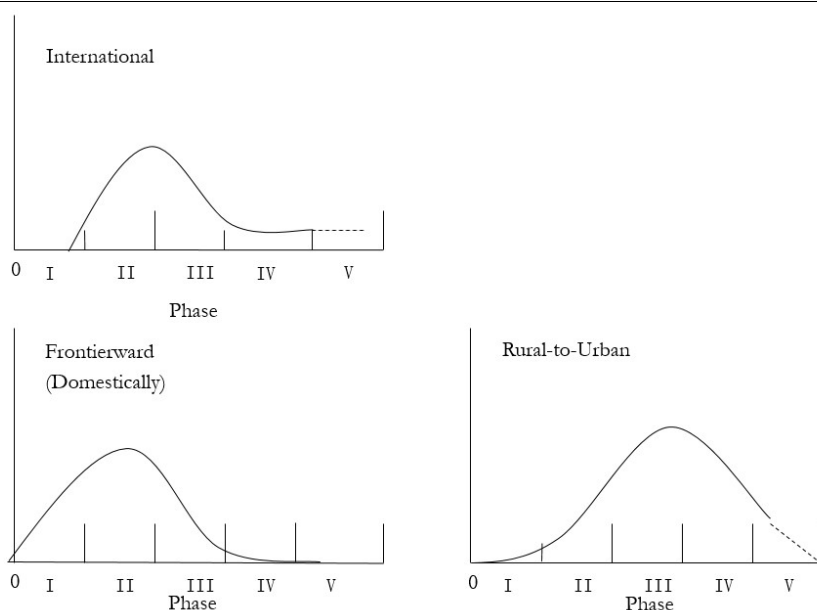 International
0 I II III IV V
Phase
Frontierward
(Domestically)
0 I II III IV V
Phase
Rural-to-Urban
0 I II III IV V
Phase